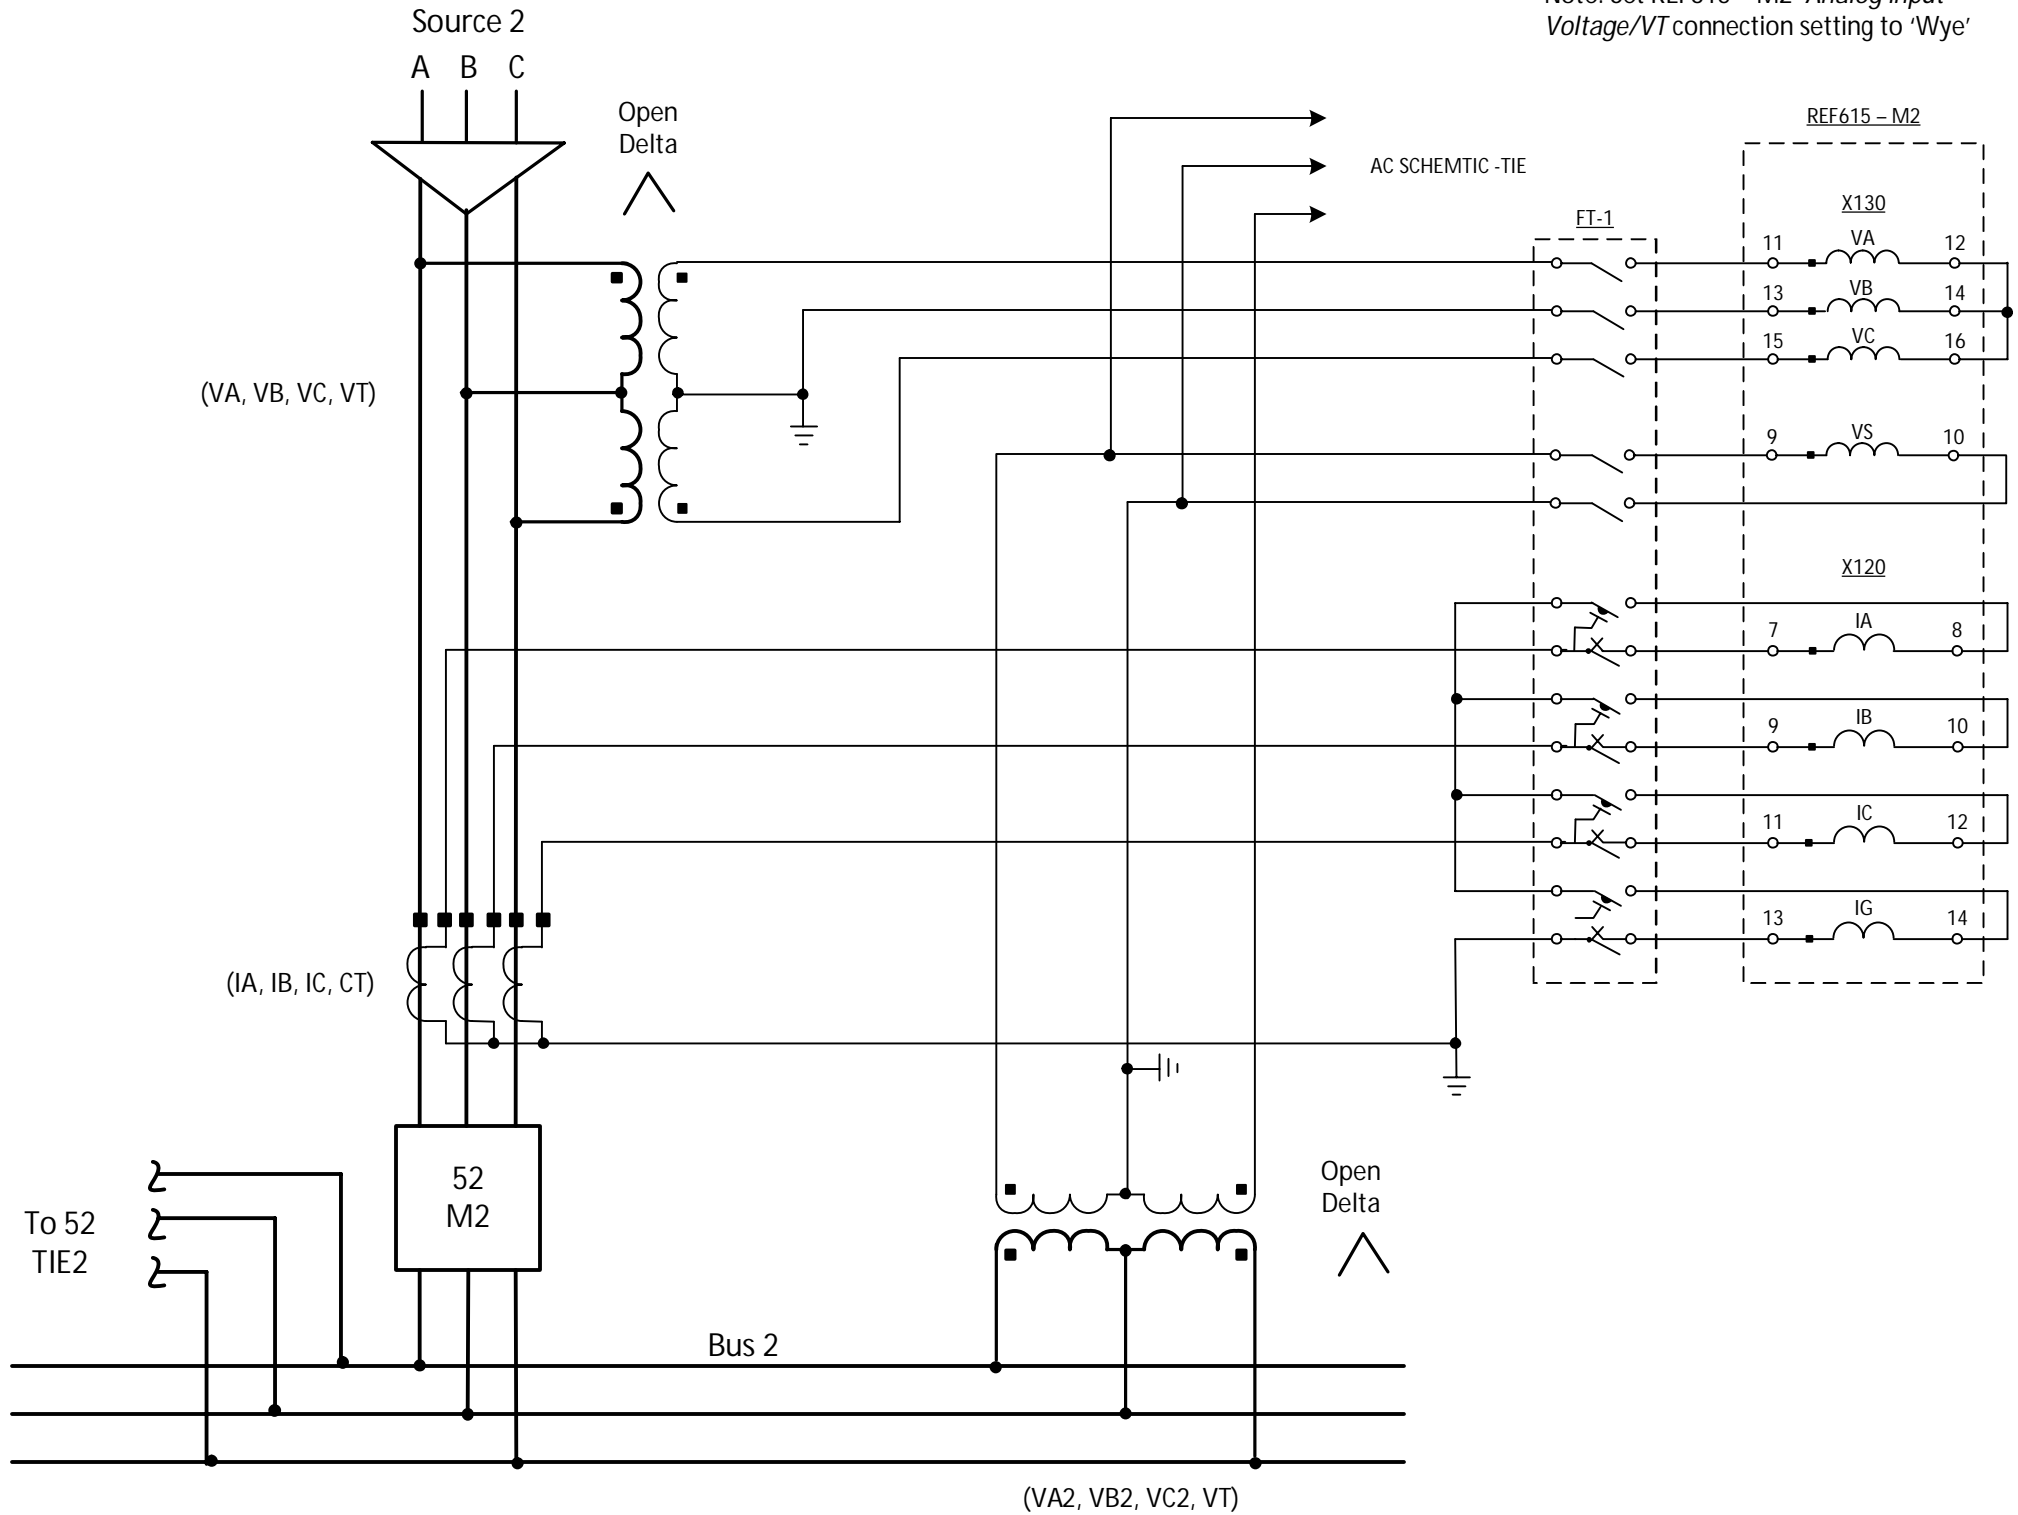 Source 2
Voltage/VT connection setting to ‘Wye’
A B C
Open
Delta
REF615 – M2
AC SCHEMTIC -TIE
X130
FT-1
11 VA 12
13 VB 14
15 VC 16
(VA, VB, VC, VT)
9 VS 10
X120
7 IA 8
9 IB 10
11 IC 12
13 IG 14
(IA, IB, IC, CT)
52
M2
Open
Delta
To 52
TIE2
Bus 2
(VA2, VB2, VC2, VT)